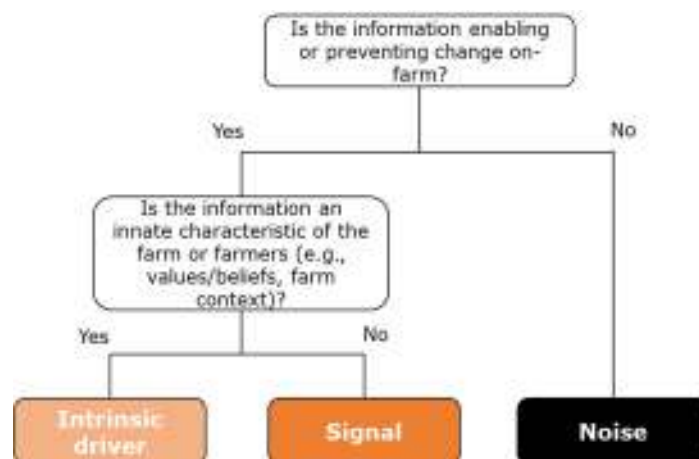 Is the information enabling
or preventing change on-
farm?
Yes
No
Is the information an
innate characteristic of the
farm or farmers (e.g.,
values/beliefs, farm
context)?
Yes
No
Intrinsic
driver
Signal
Noise